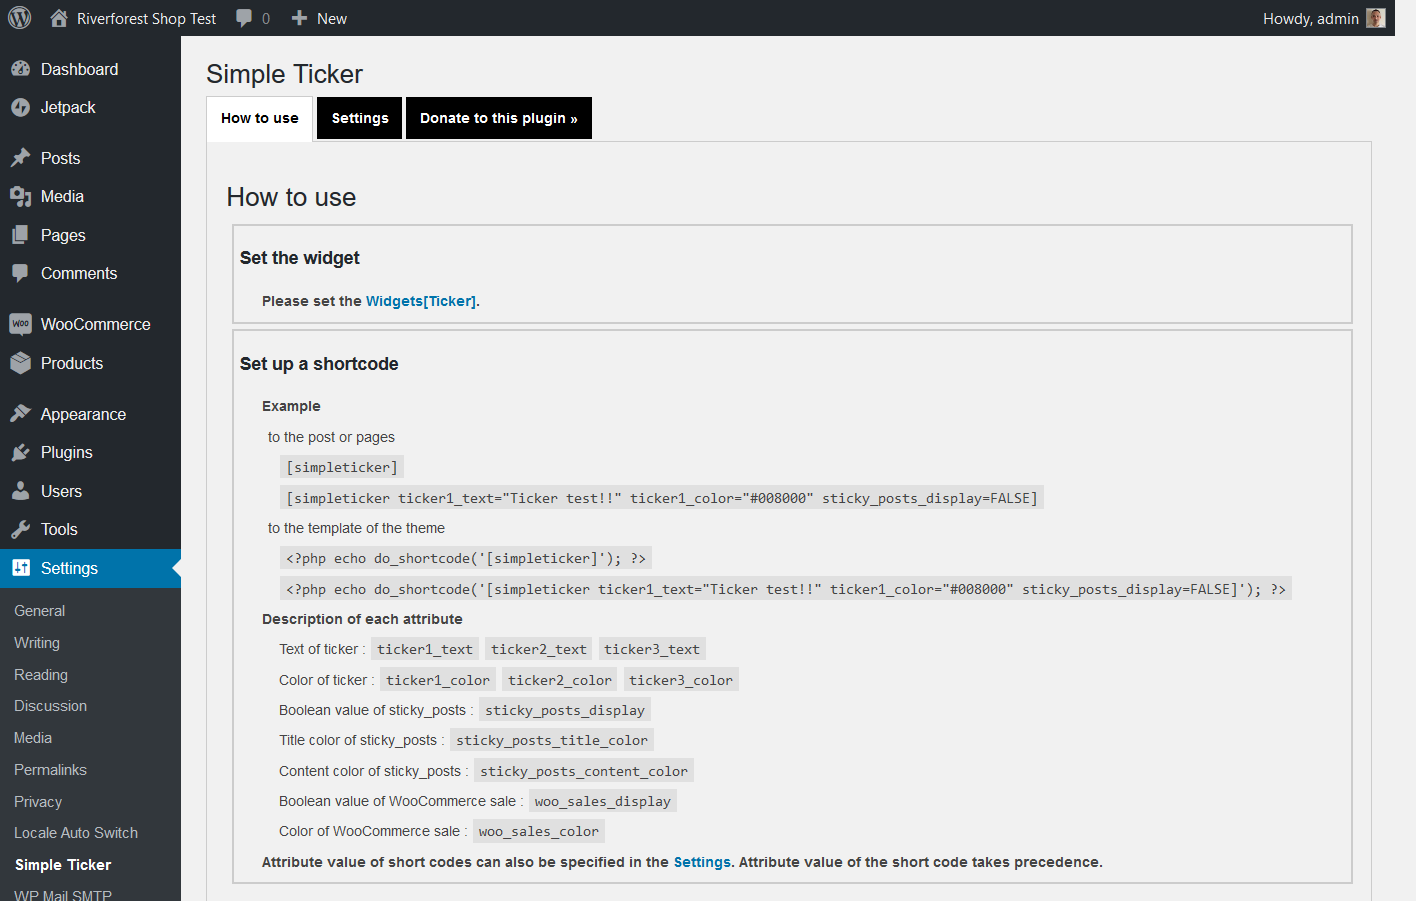 Riverforest Shop Test 0 New Howdy, admin
Dashboard
Jetpack
Posts
Media
Pages
Comments
WOO WooCommerce
Products
Appearance
Plugins
Users
Tools
Settings
General
Writing
Reading
Discussion
Media
Permalinks
Privacy
Locale Auto Switch
Simple Ticker
WP Mail SMTP
Simple Ticker
How to use Settings Donate to this plugin »
How to use
Set the widget
Please set the Widgets[Ticker].
Set up a shortcode
Example
to the post or pages
[simpleticker]
[simpleticker ticker1_text="Ticker test!!" ticker1_color="#008000" sticky_posts_display=FALSE]
to the template of the theme
<?php echo do_shortcode('[simpleticker]'); ?>
<?php echo do_shortcode('[simpleticker ticker1_text="Ticker test!!" ticker1_color="#008000" sticky_posts_display=FALSE]'); ?>
Description of each attribute
Text of ticker : ticker1_text ticker2_text ticker3_text
Color of ticker : ticker1_color ticker2_color ticker3_color
Boolean value of sticky_posts : sticky_posts_display
Title color of sticky_posts : sticky_posts_title_color
Content color of sticky_posts : sticky_posts_content_color
Boolean value of WooCommerce sale : woo_sales_display
Color of WooCommerce sale : woo_sales_color
Attribute value of short codes can also be specified in the Settings. Attribute value of the short code takes precedence.